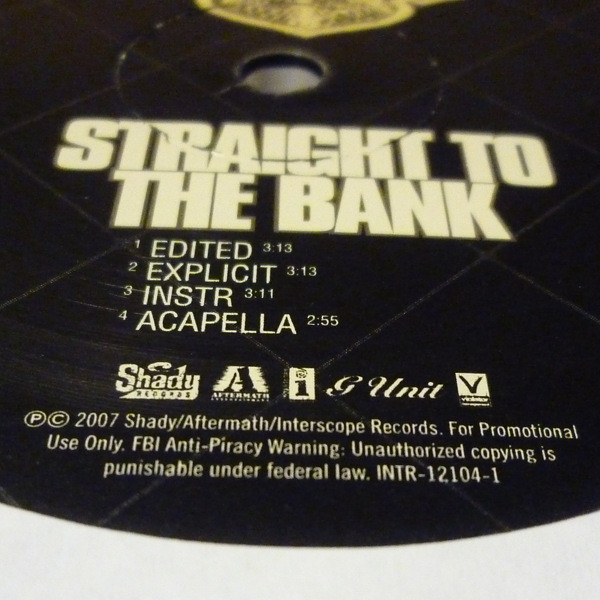 STRAIGHT TO
THE BANK
1 EDITED 3:13
2 EXPLICIT 3:13
3 INSTR 3:11
4 ACAPELLA 2:55
Shady RECORDS AFTERMATH i G Unit V
℗© 2007 Shady/Aftermath/Interscope Records. For Promotional
Use Only. FBI Anti-Piracy Warning: Unauthorized copying is
punishable under federal law. INTR-12104-1